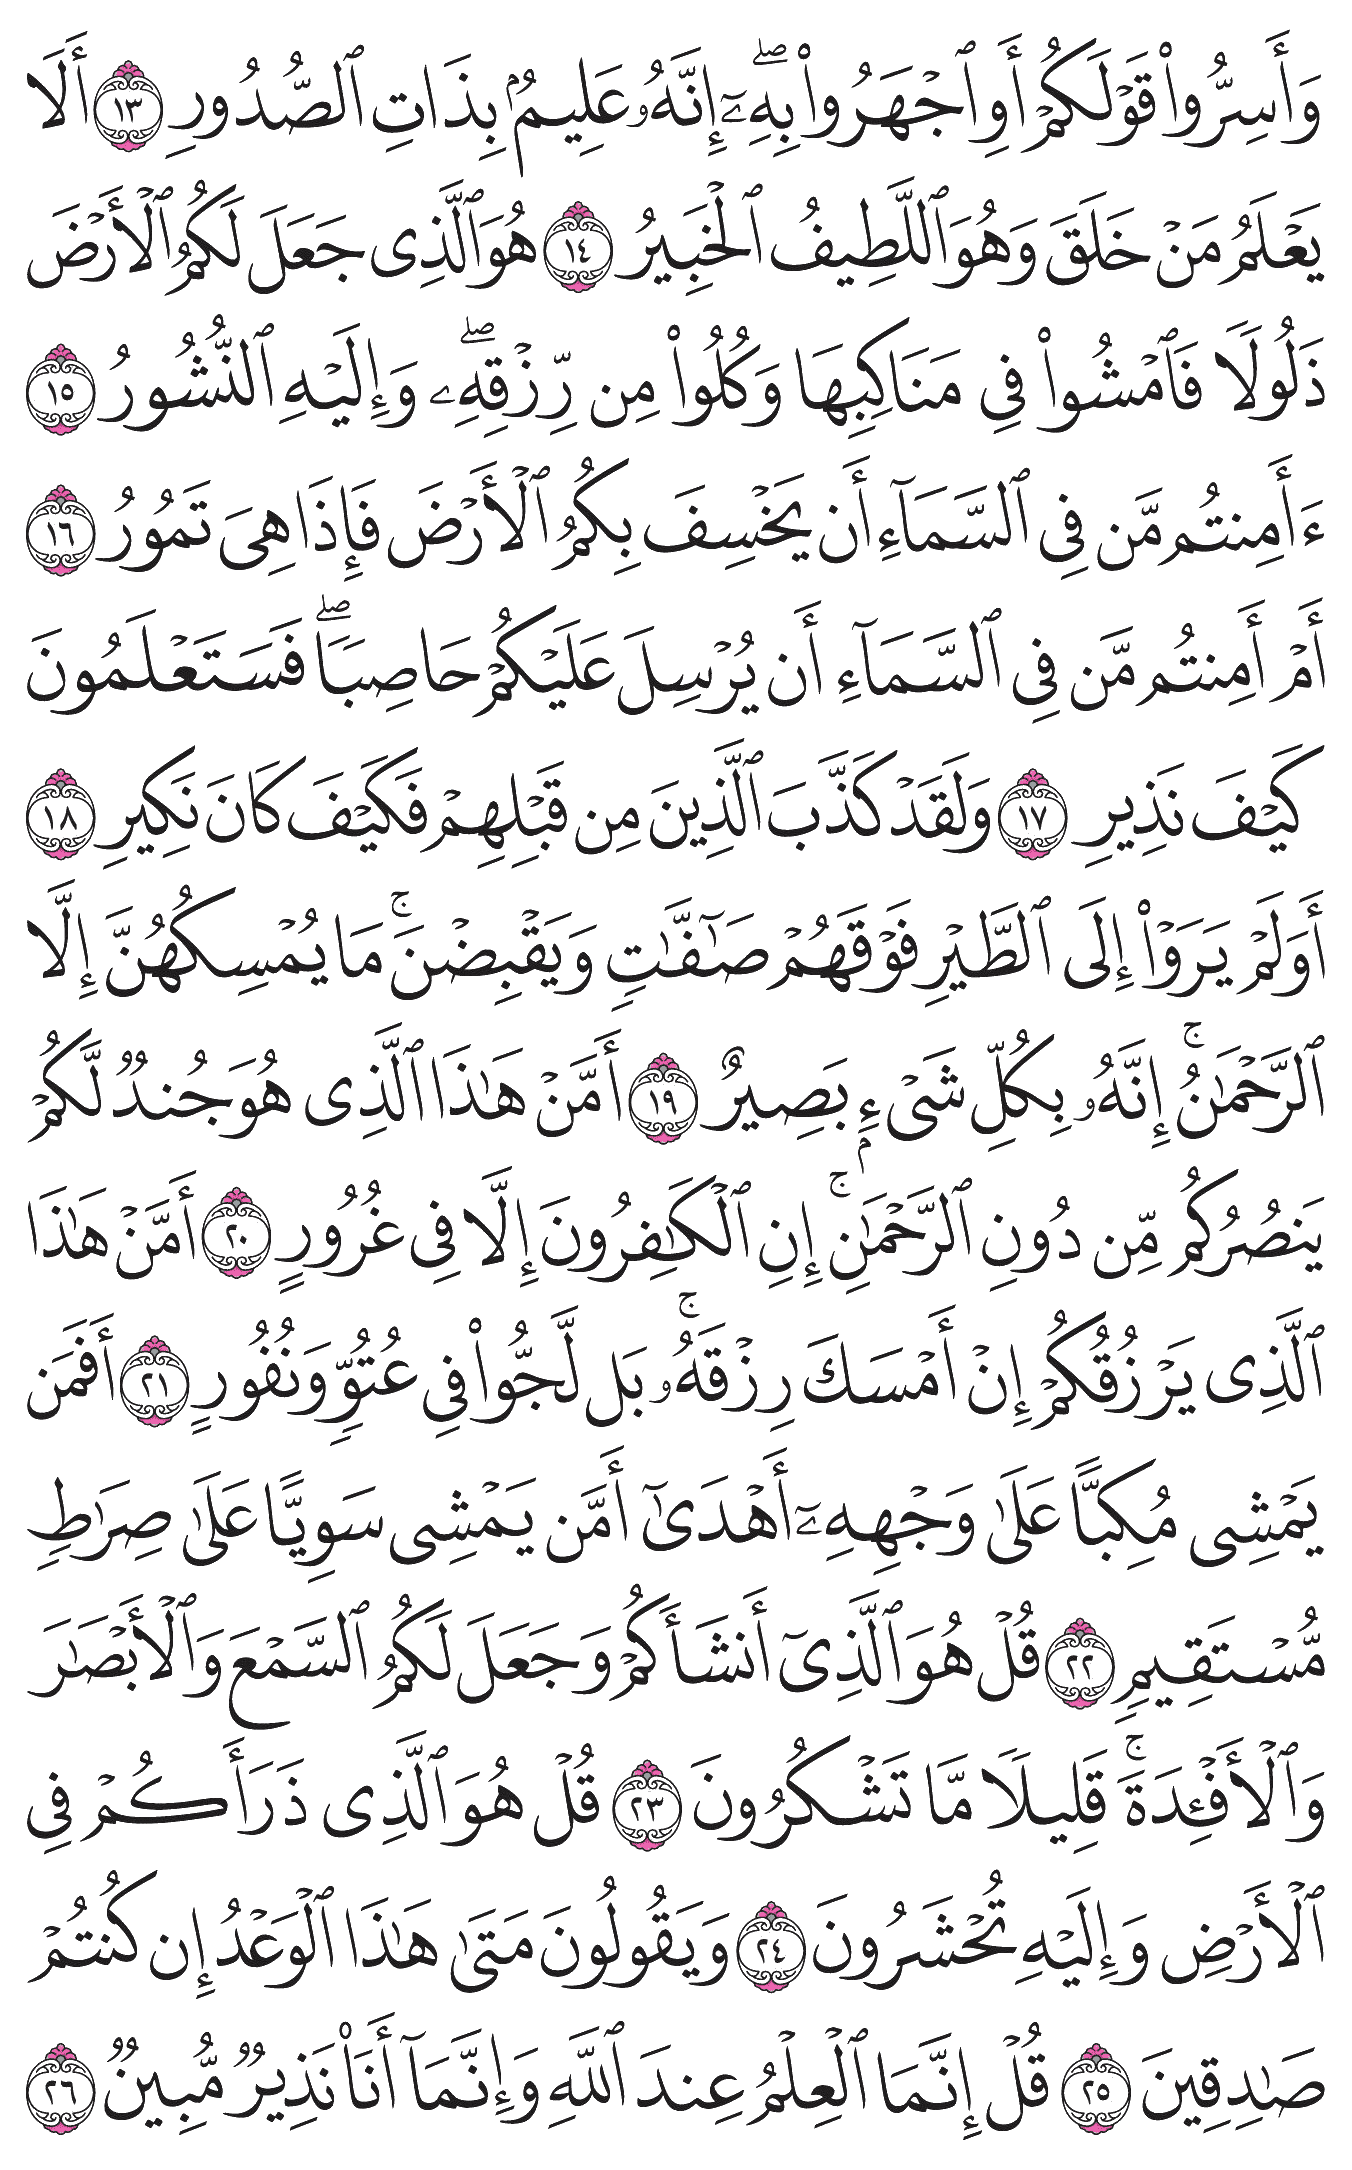 وَأَسِرُّوا۟ قَوْلَكُمْ أَوِ ٱجْهَرُوا۟ بِهِۦٓ ۖ إِنَّهُۥ عَلِيمٌۢ بِذَاتِ ٱلصُّدُورِ ١٣ أَلَا
يَعْلَمُ مَنْ خَلَقَ وَهُوَ ٱللَّطِيفُ ٱلْخَبِيرُ ١٤ هُوَ ٱلَّذِى جَعَلَ لَكُمُ ٱلْأَرْضَ
ذَلُولًا فَٱمْشُوا۟ فِى مَنَاكِبِهَا وَكُلُوا۟ مِن رِّزْقِهِۦ ۖ وَإِلَيْهِ ٱلنُّشُورُ ١٥
ءَأَمِنتُم مَّن فِى ٱلسَّمَآءِ أَن يَخْسِفَ بِكُمُ ٱلْأَرْضَ فَإِذَا هِىَ تَمُورُ ١٦
أَمْ أَمِنتُم مَّن فِى ٱلسَّمَآءِ أَن يُرْسِلَ عَلَيْكُمْ حَاصِبًا ۖ فَسَتَعْلَمُونَ
كَيْفَ نَذِيرِ ١٧ وَلَقَدْ كَذَّبَ ٱلَّذِينَ مِن قَبْلِهِمْ فَكَيْفَ كَانَ نَكِيرِ ١٨
أَوَلَمْ يَرَوْا۟ إِلَى ٱلطَّيْرِ فَوْقَهُمْ صَـٰٓفَّـٰتٍ وَيَقْبِضْنَ ۚ مَا يُمْسِكُهُنَّ إِلَّا
ٱلرَّحْمَـٰنُ ۚ إِنَّهُۥ بِكُلِّ شَىْءٍۭ بَصِيرٌ ١٩ أَمَّنْ هَـٰذَا ٱلَّذِى هُوَ جُندٌ لَّكُمْ
يَنصُرُكُم مِّن دُونِ ٱلرَّحْمَـٰنِ ۚ إِنِ ٱلْكَـٰفِرُونَ إِلَّا فِى غُرُورٍ ٢٠ أَمَّنْ هَـٰذَا
ٱلَّذِى يَرْزُقُكُمْ إِنْ أَمْسَكَ رِزْقَهُۥ ۚ بَل لَّجُّوا۟ فِى عُتُوٍّ وَنُفُورٍ ٢١ أَفَمَن
يَمْشِى مُكِبًّا عَلَىٰ وَجْهِهِۦٓ أَهْدَىٰٓ أَمَّن يَمْشِى سَوِيًّا عَلَىٰ صِرَٰطٍ
مُّسْتَقِيمٍ ٢٢ قُلْ هُوَ ٱلَّذِىٓ أَنشَأَكُمْ وَجَعَلَ لَكُمُ ٱلسَّمْعَ وَٱلْأَبْصَـٰرَ
وَٱلْأَفْـِٔدَةَ ۚ قَلِيلًا مَّا تَشْكُرُونَ ٢٣ قُلْ هُوَ ٱلَّذِى ذَرَأَكُمْ فِى
ٱلْأَرْضِ وَإِلَيْهِ تُحْشَرُونَ ٢٤ وَيَقُولُونَ مَتَىٰ هَـٰذَا ٱلْوَعْدُ إِن كُنتُمْ
صَـٰدِقِينَ ٢٥ قُلْ إِنَّمَا ٱلْعِلْمُ عِندَ ٱللَّهِ وَإِنَّمَآ أَنَا۠ نَذِيرٌ مُّبِينٌ ٢٦